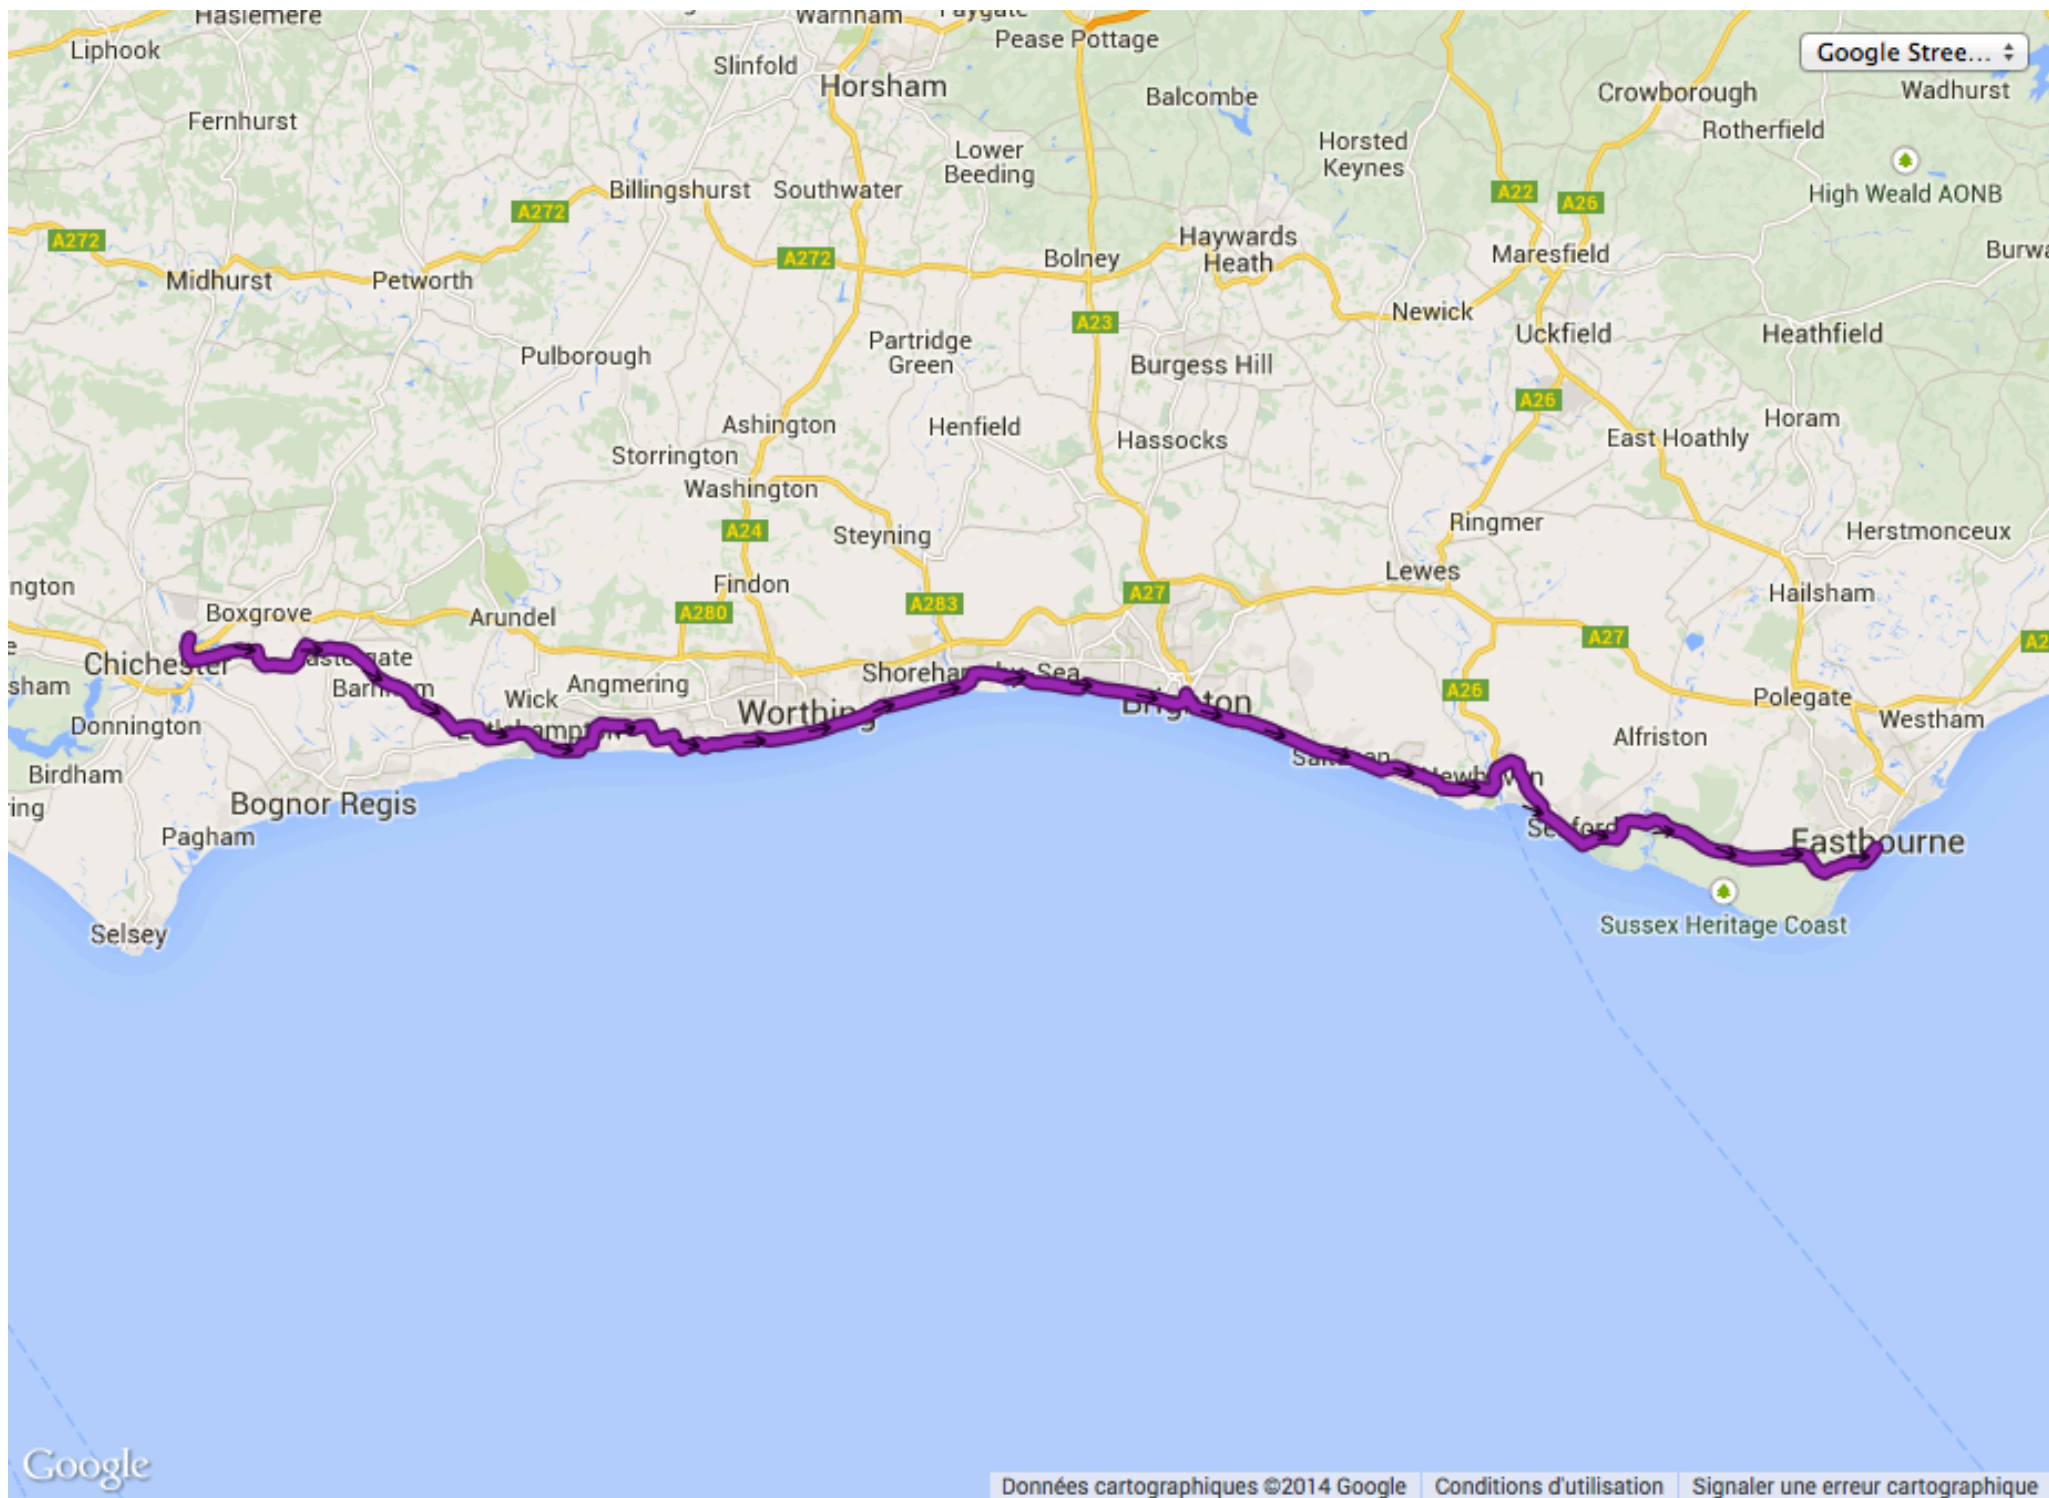 Haslemere
Warnham
Liphook
Pease Pottage
Google Stree...
Slinfold
Horsham
Balcombe
Crowborough
Wadhurst
Fernhurst
Rotherfield
Horsted
Keynes
Lower
Beeding
Billingshurst
Southwater
A22
A26
High Weald AONB
A272
A272
Haywards
Heath
A272
Bolney
Maresfield
Midhurst
Petworth
Newick
A23
Uckfield
Heathfield
Partridge
Green
Pulborough
Burgess Hill
A26
Ashington
Henfield
Hassocks
Horam
East Hoathly
Storrington
Washington
A24
Steyning
Ringmer
Herstmonceux
Findon
Lewes
Hailsham
A27
Boxgrove
Arundel
A280
A283
A27
Chichester
Wick
Angmering
A26
Polegate
Donnington
Worthing
Brighton
Westham
Alfriston
Birdham
Bognor Regis
Pagham
Seaford
Eastbourne
Selsey
Sussex Heritage Coast
Google
Données cartographiques ©2014 Google
Conditions d'utilisation
Signaler une erreur cartographique